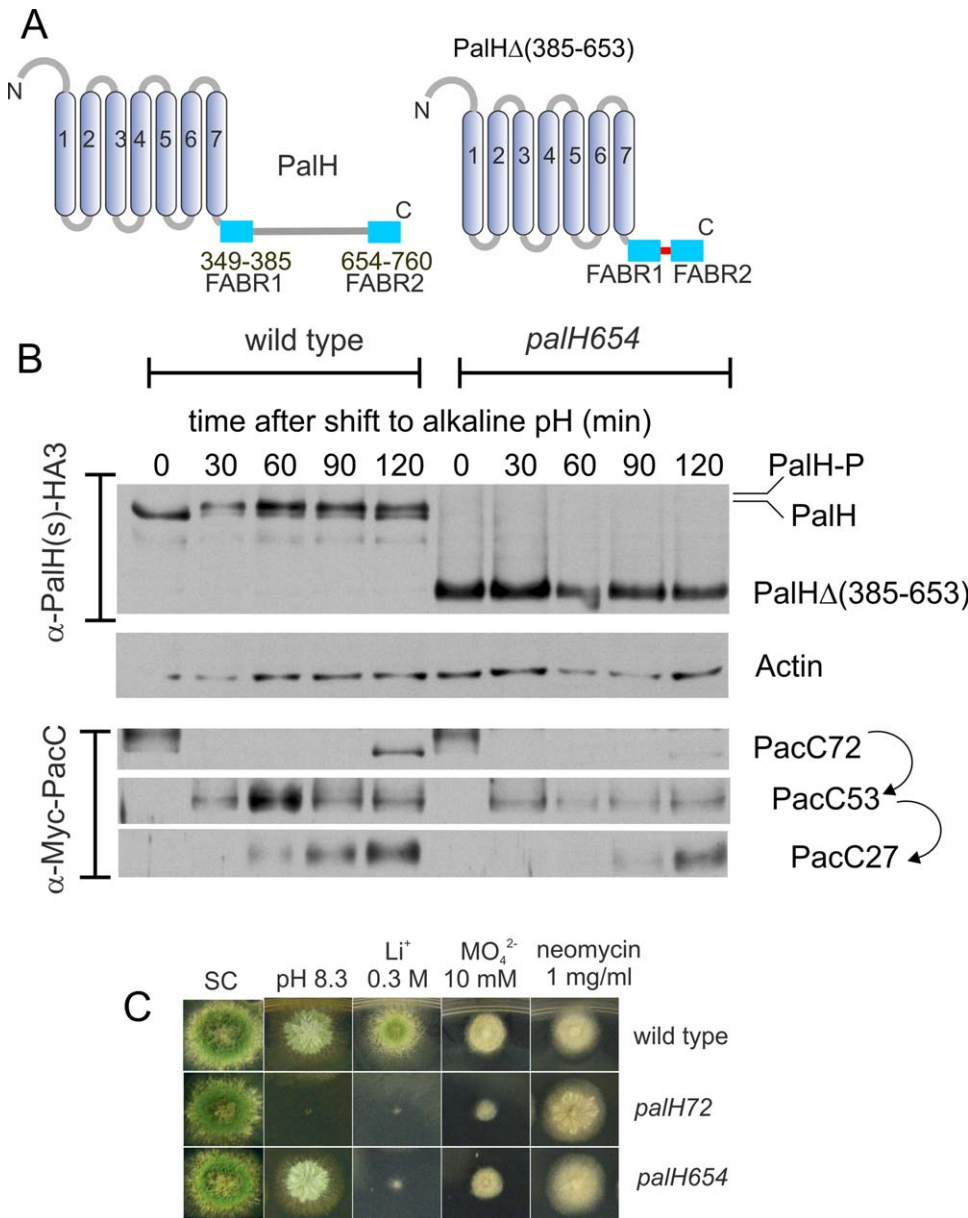 A
PalHΔ(385-653)
N
1 2 3 4 5 6 7
PalH
C
349-385 654-760
FABR1 FABR2
N
1 2 3 4 5 6 7
C
FABR1 FABR2
B
wild type palH654
time after shift to alkaline pH (min)
0 30 60 90 120 0 30 60 90 120
α-PalH(s)-HA3
PalH-P
PalH
PalHΔ(385-653)
Actin
α-Myc-PacC
PacC72
PacC53
PacC27
C
SC pH 8.3 Li⁺ 0.3 M MO₄²⁻ 10 mM neomycin 1 mg/ml
wild type
palH72
palH654